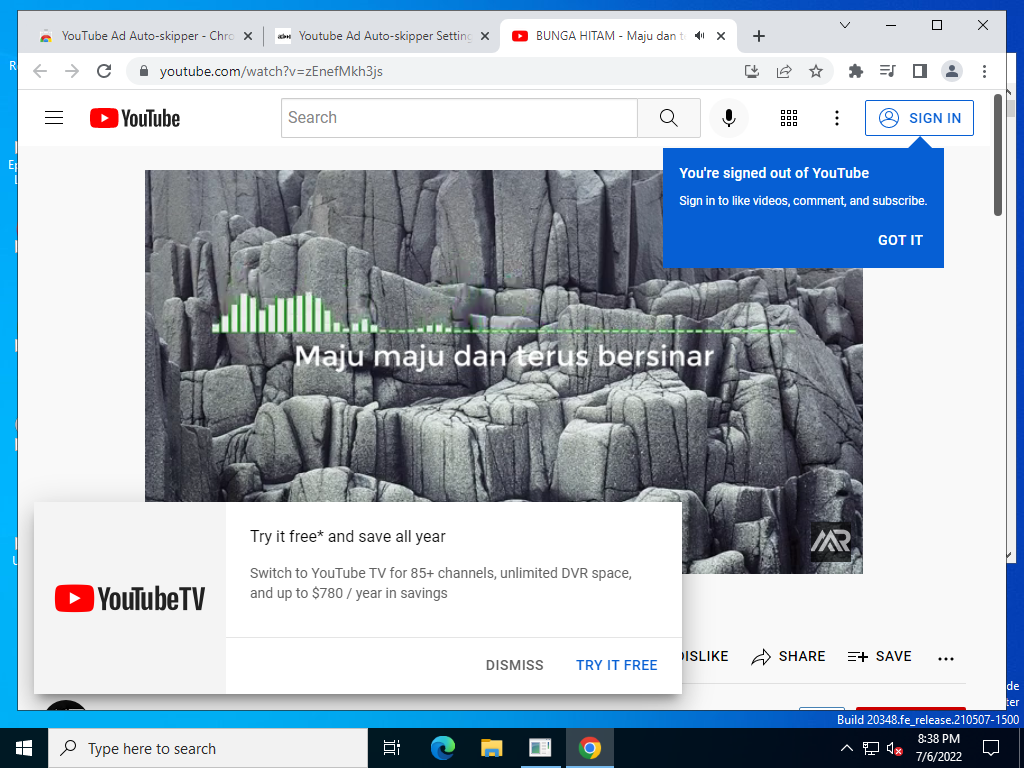 YouTube Ad Auto-skipper - Chro
Youtube Ad Auto-skipper Setting
BUNGA HITAM - Maju dan t
youtube.com/watch?v=zEnefMkh3js
YouTube
Search
SIGN IN
You're signed out of YouTube
Sign in to like videos, comment, and subscribe.
GOT IT
Maju maju dan terus bersinar
MR
Try it free* and save all year
Switch to YouTube TV for 85+ channels, unlimited DVR space,
and up to $780 / year in savings
YouTubeTV
DISMISS
TRY IT FREE
DISLIKE
SHARE
SAVE
Build 20348.fe_release.210507-1500
Type here to search
8:38 PM
7/6/2022